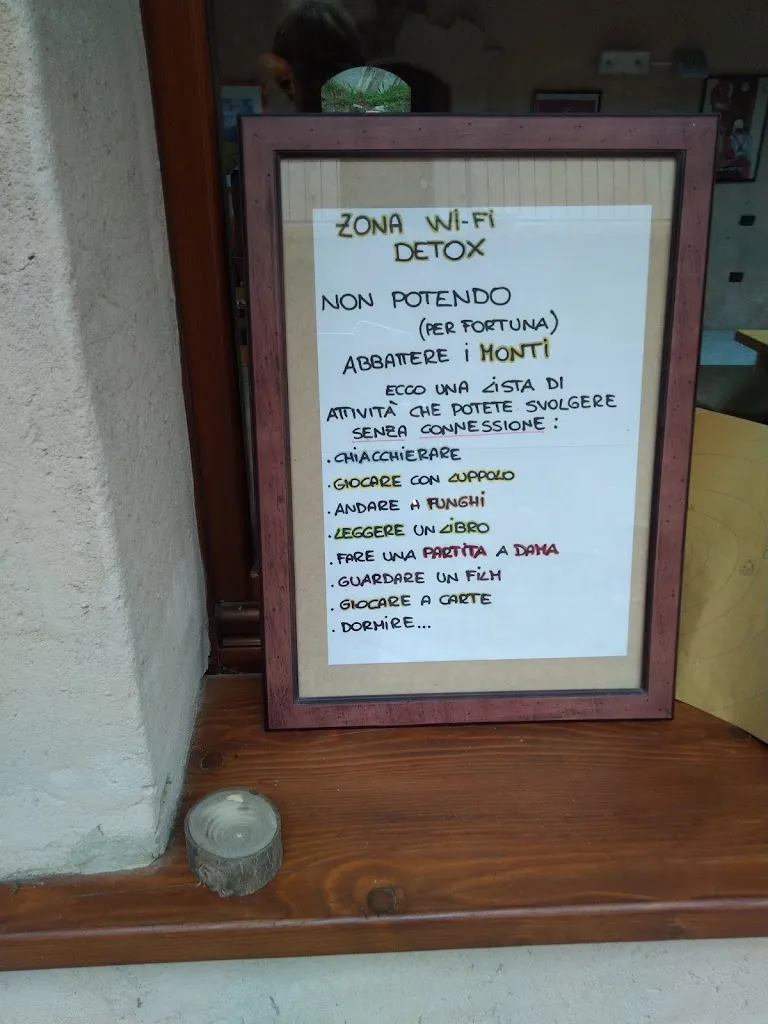 ZONA Wi-Fi
DETOX
NON POTENDO
(PER FORTUNA)
ABBATTERE i MONTi
ECCO UNA LiSTA Di
ATTiViTÀ CHE POTETE SVOLGERE
SENZA CONNESSiONE :
. CHiACCHiERARE
. GiOCARE CON LUPPOLO
. ANDARE A FUNGHi
. LEGGERE UN LiBRO
. FARE UNA PARTiTA A DAMA
. GUARDARE UN FiLM
. GiOCARE A CARTE
. DORMiRE...